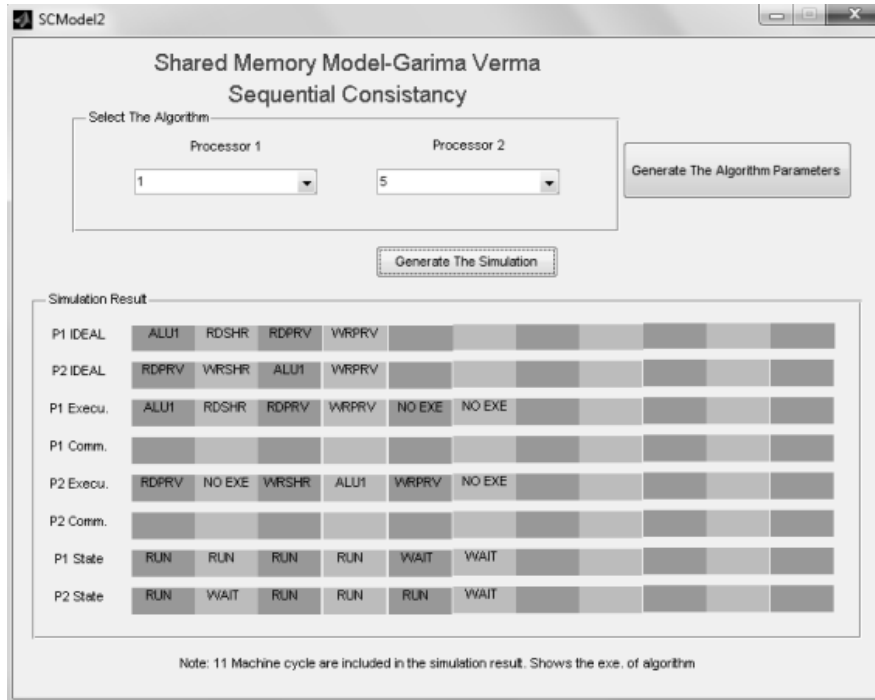 SCModel2
Shared Memory Model-Garima Verma
Sequential Consistancy
Select The Algorithm
Processor 1 Processor 2
1 5
Generate The Algorithm Parameters
Generate The Simulation
Simulation Result
P1 IDEAL ALU1 RDSHR RDPRV WRPRV
P2 IDEAL RDPRV WRSHR ALU1 WRPRV
P1 Execu. ALU1 RDSHR RDPRV WRPRV NO EXE NO EXE
P1 Comm.
P2 Execu. RDPRV NO EXE WRSHR ALU1 WRPRV NO EXE
P2 Comm.
P1 State RUN RUN RUN RUN WAIT WAIT
P2 State RUN WAIT RUN RUN RUN WAIT
Note: 11 Machine cycle are included in the simulation result. Shows the exe. of algorithm